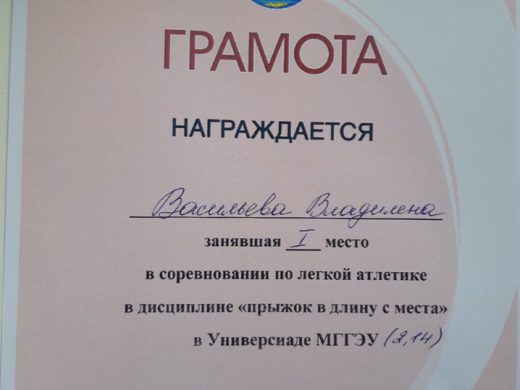 ГРАМОТА
НАГРАЖДАЕТСЯ
Васильева Владилена
занявшая I место
в соревновании по легкой атлетике
в дисциплине «прыжок в длину с места»
в Универсиаде МГГЭУ (2,14)